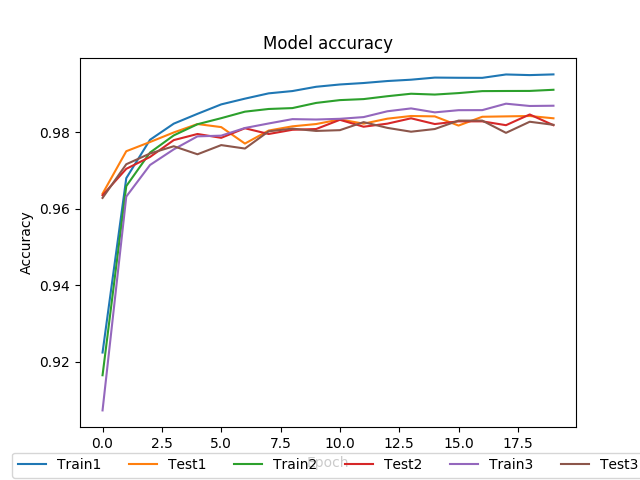 Model accuracy
Accuracy
0.98
0.96
0.94
0.92
0.0 2.5 5.0 7.5 10.0 12.5 15.0 17.5
Epoch
Train1 Test1 Train2 Test2 Train3 Test3